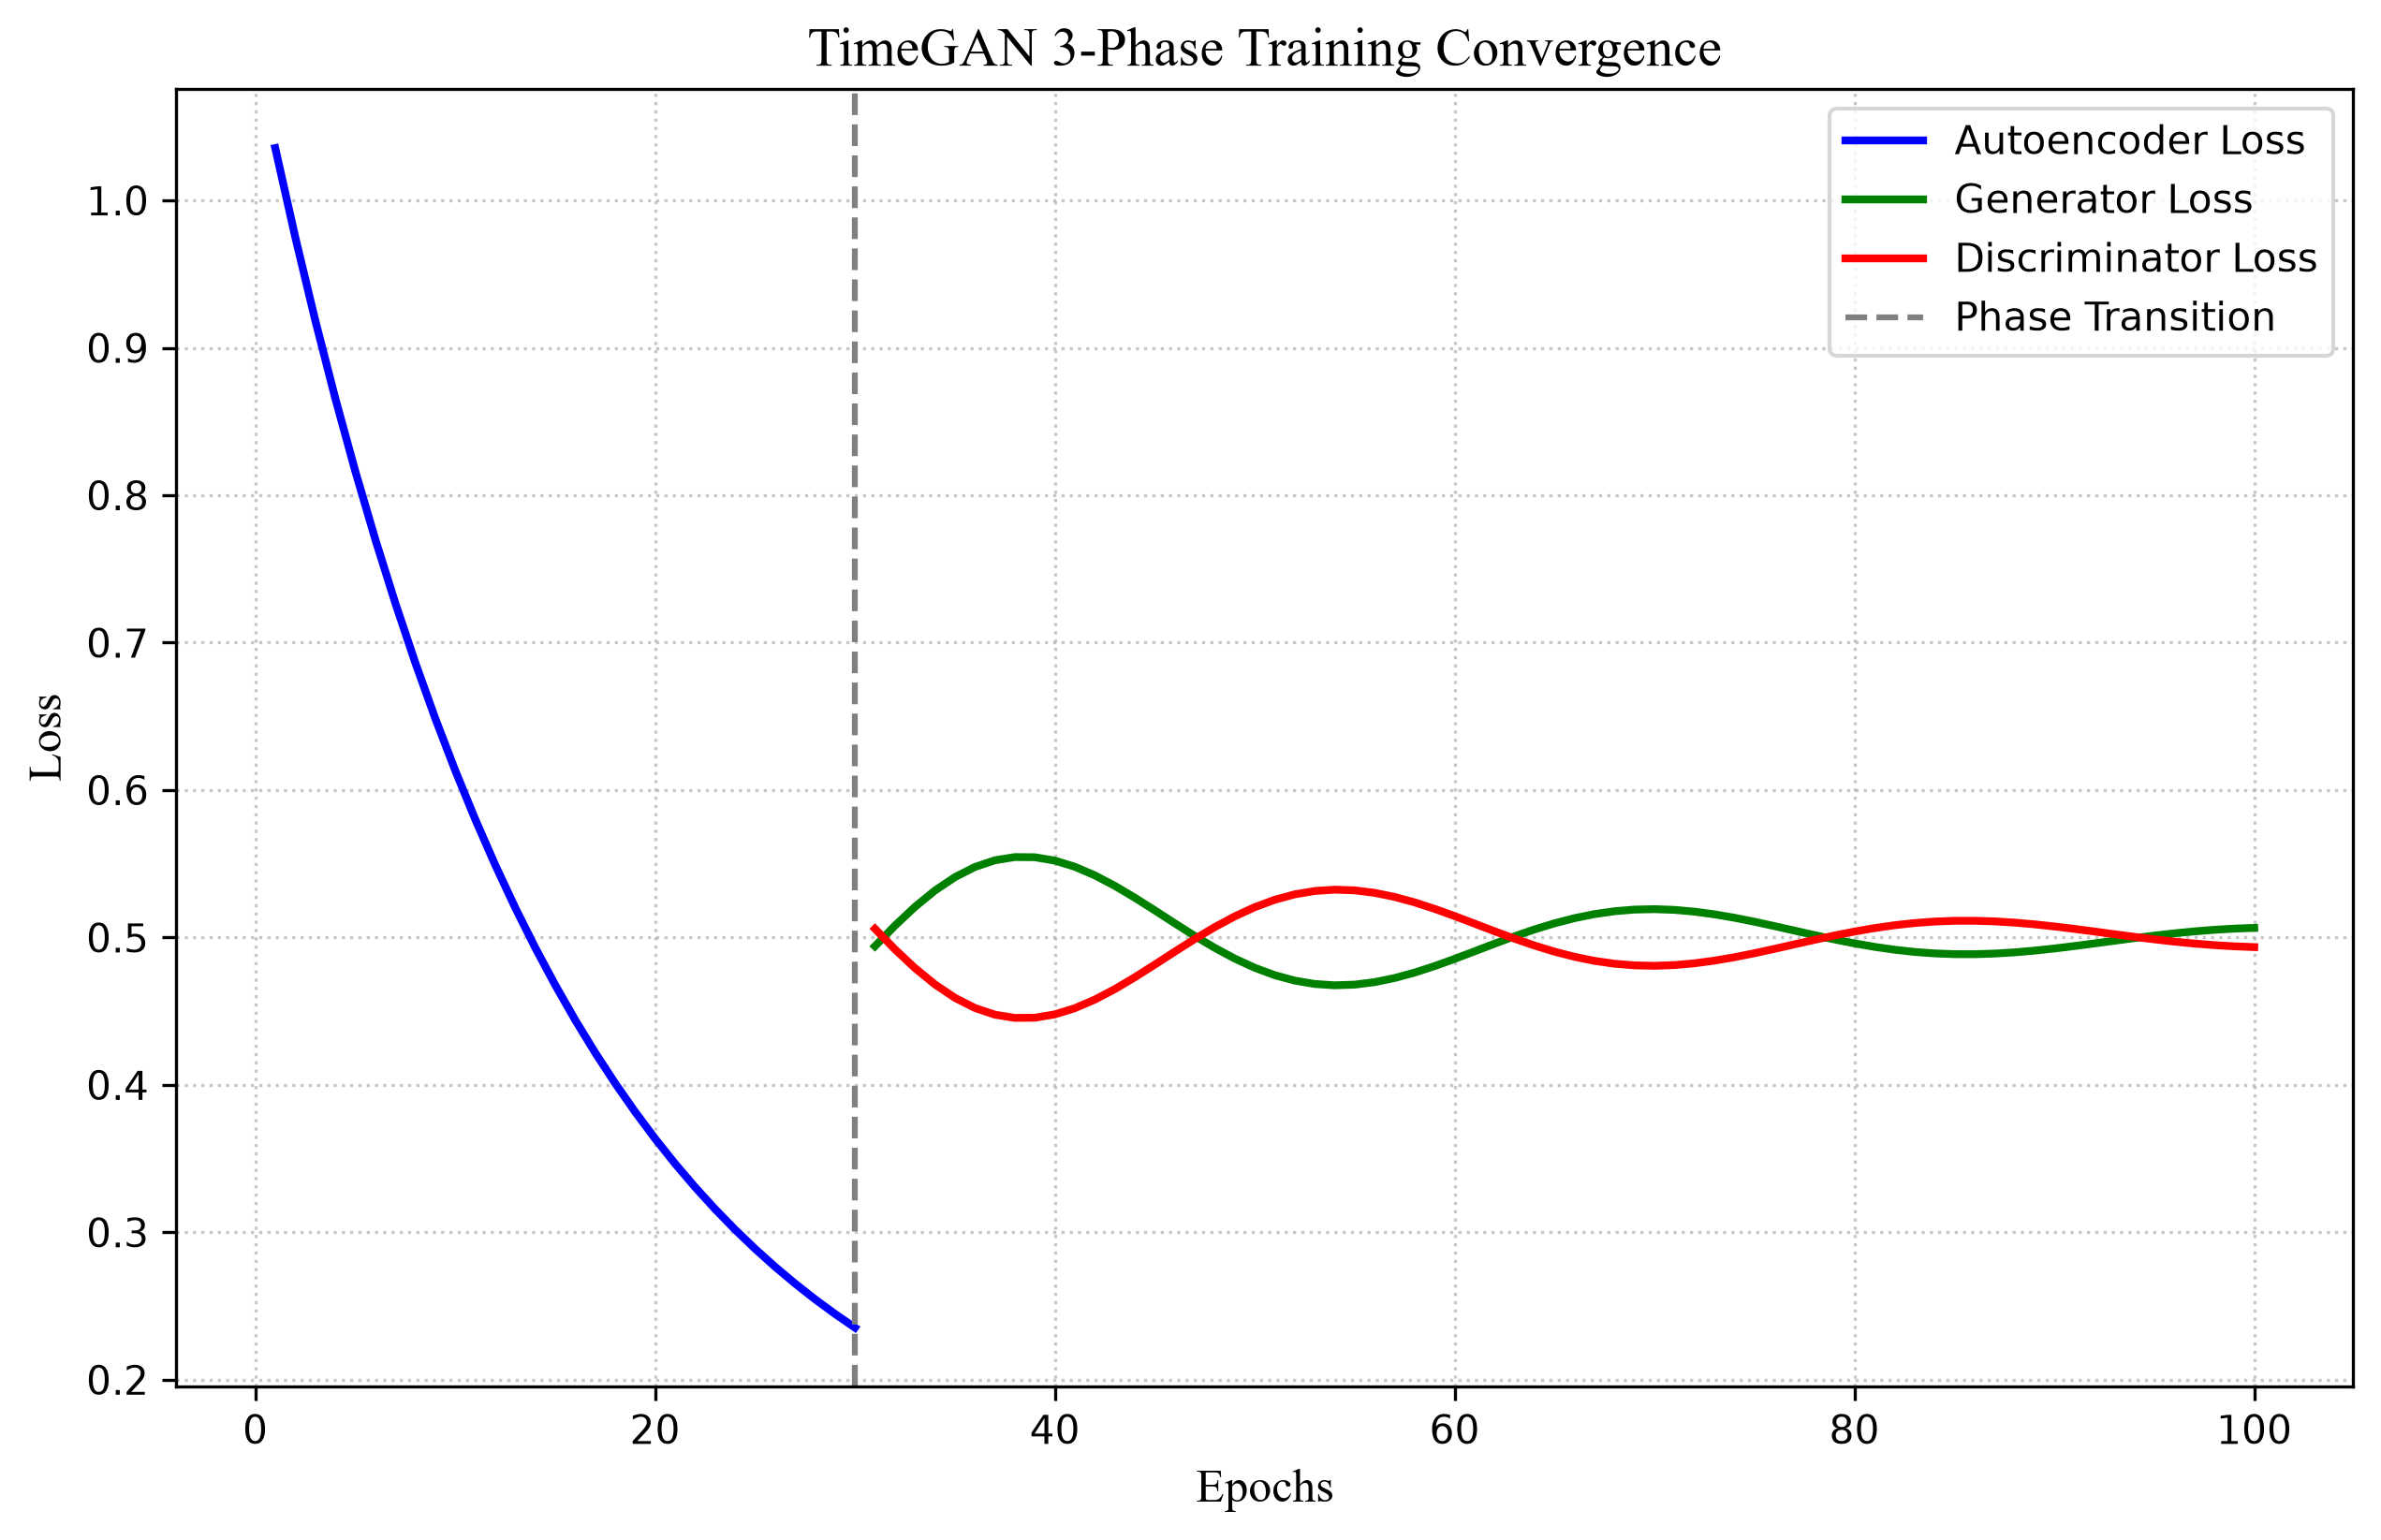 TimeGAN 3-Phase Training Convergence
Autoencoder Loss
Generator Loss
Discriminator Loss
Phase Transition
Loss
1.0
0.9
0.8
0.7
0.6
0.5
0.4
0.3
0.2
0 20 40 60 80 100
Epochs